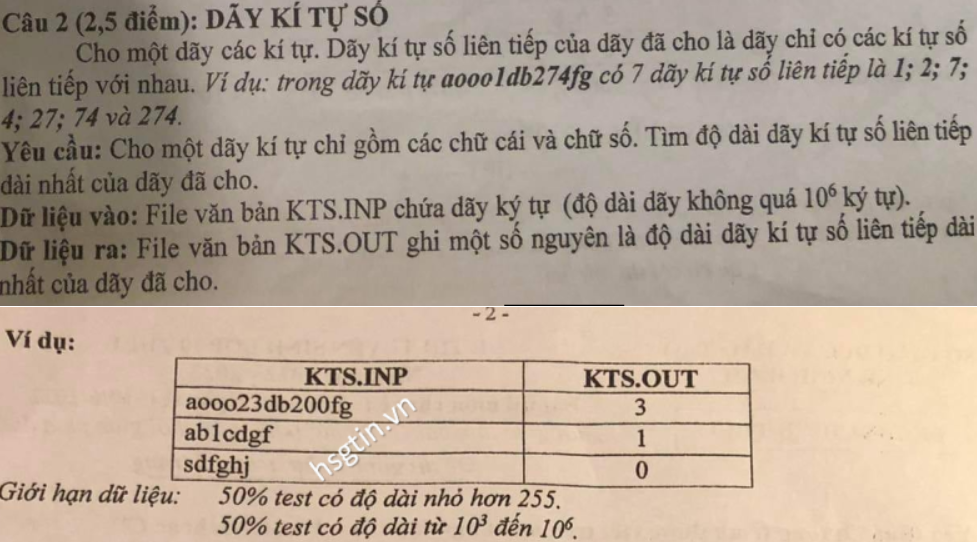 Câu 2 (2,5 điểm): DÃY KÍ TỰ SỐ
Cho một dãy các kí tự. Dãy kí tự số liên tiếp của dãy đã cho là dãy chỉ có các kí tự số
liên tiếp với nhau. Ví dụ: trong dãy kí tự aooo1db274fg có 7 dãy kí tự số liên tiếp là 1; 2; 7;
4; 27; 74 và 274.
Yêu cầu: Cho một dãy kí tự chỉ gồm các chữ cái và chữ số. Tìm độ dài dãy kí tự số liên tiếp
dài nhất của dãy đã cho.
Dữ liệu vào: File văn bản KTS.INP chứa dãy ký tự (độ dài dãy không quá 10⁶ ký tự).
Dữ liệu ra: File văn bản KTS.OUT ghi một số nguyên là độ dài dãy kí tự số liên tiếp dài
nhất của dãy đã cho.
- 2 -
Ví dụ:
KTS.INP KTS.OUT
aooo23db200fg 3
ab1cdgf 1
sdfghj 0
hsgtin.vn
Giới hạn dữ liệu: 50% test có độ dài nhỏ hơn 255.
50% test có độ dài từ 10³ đến 10⁶.